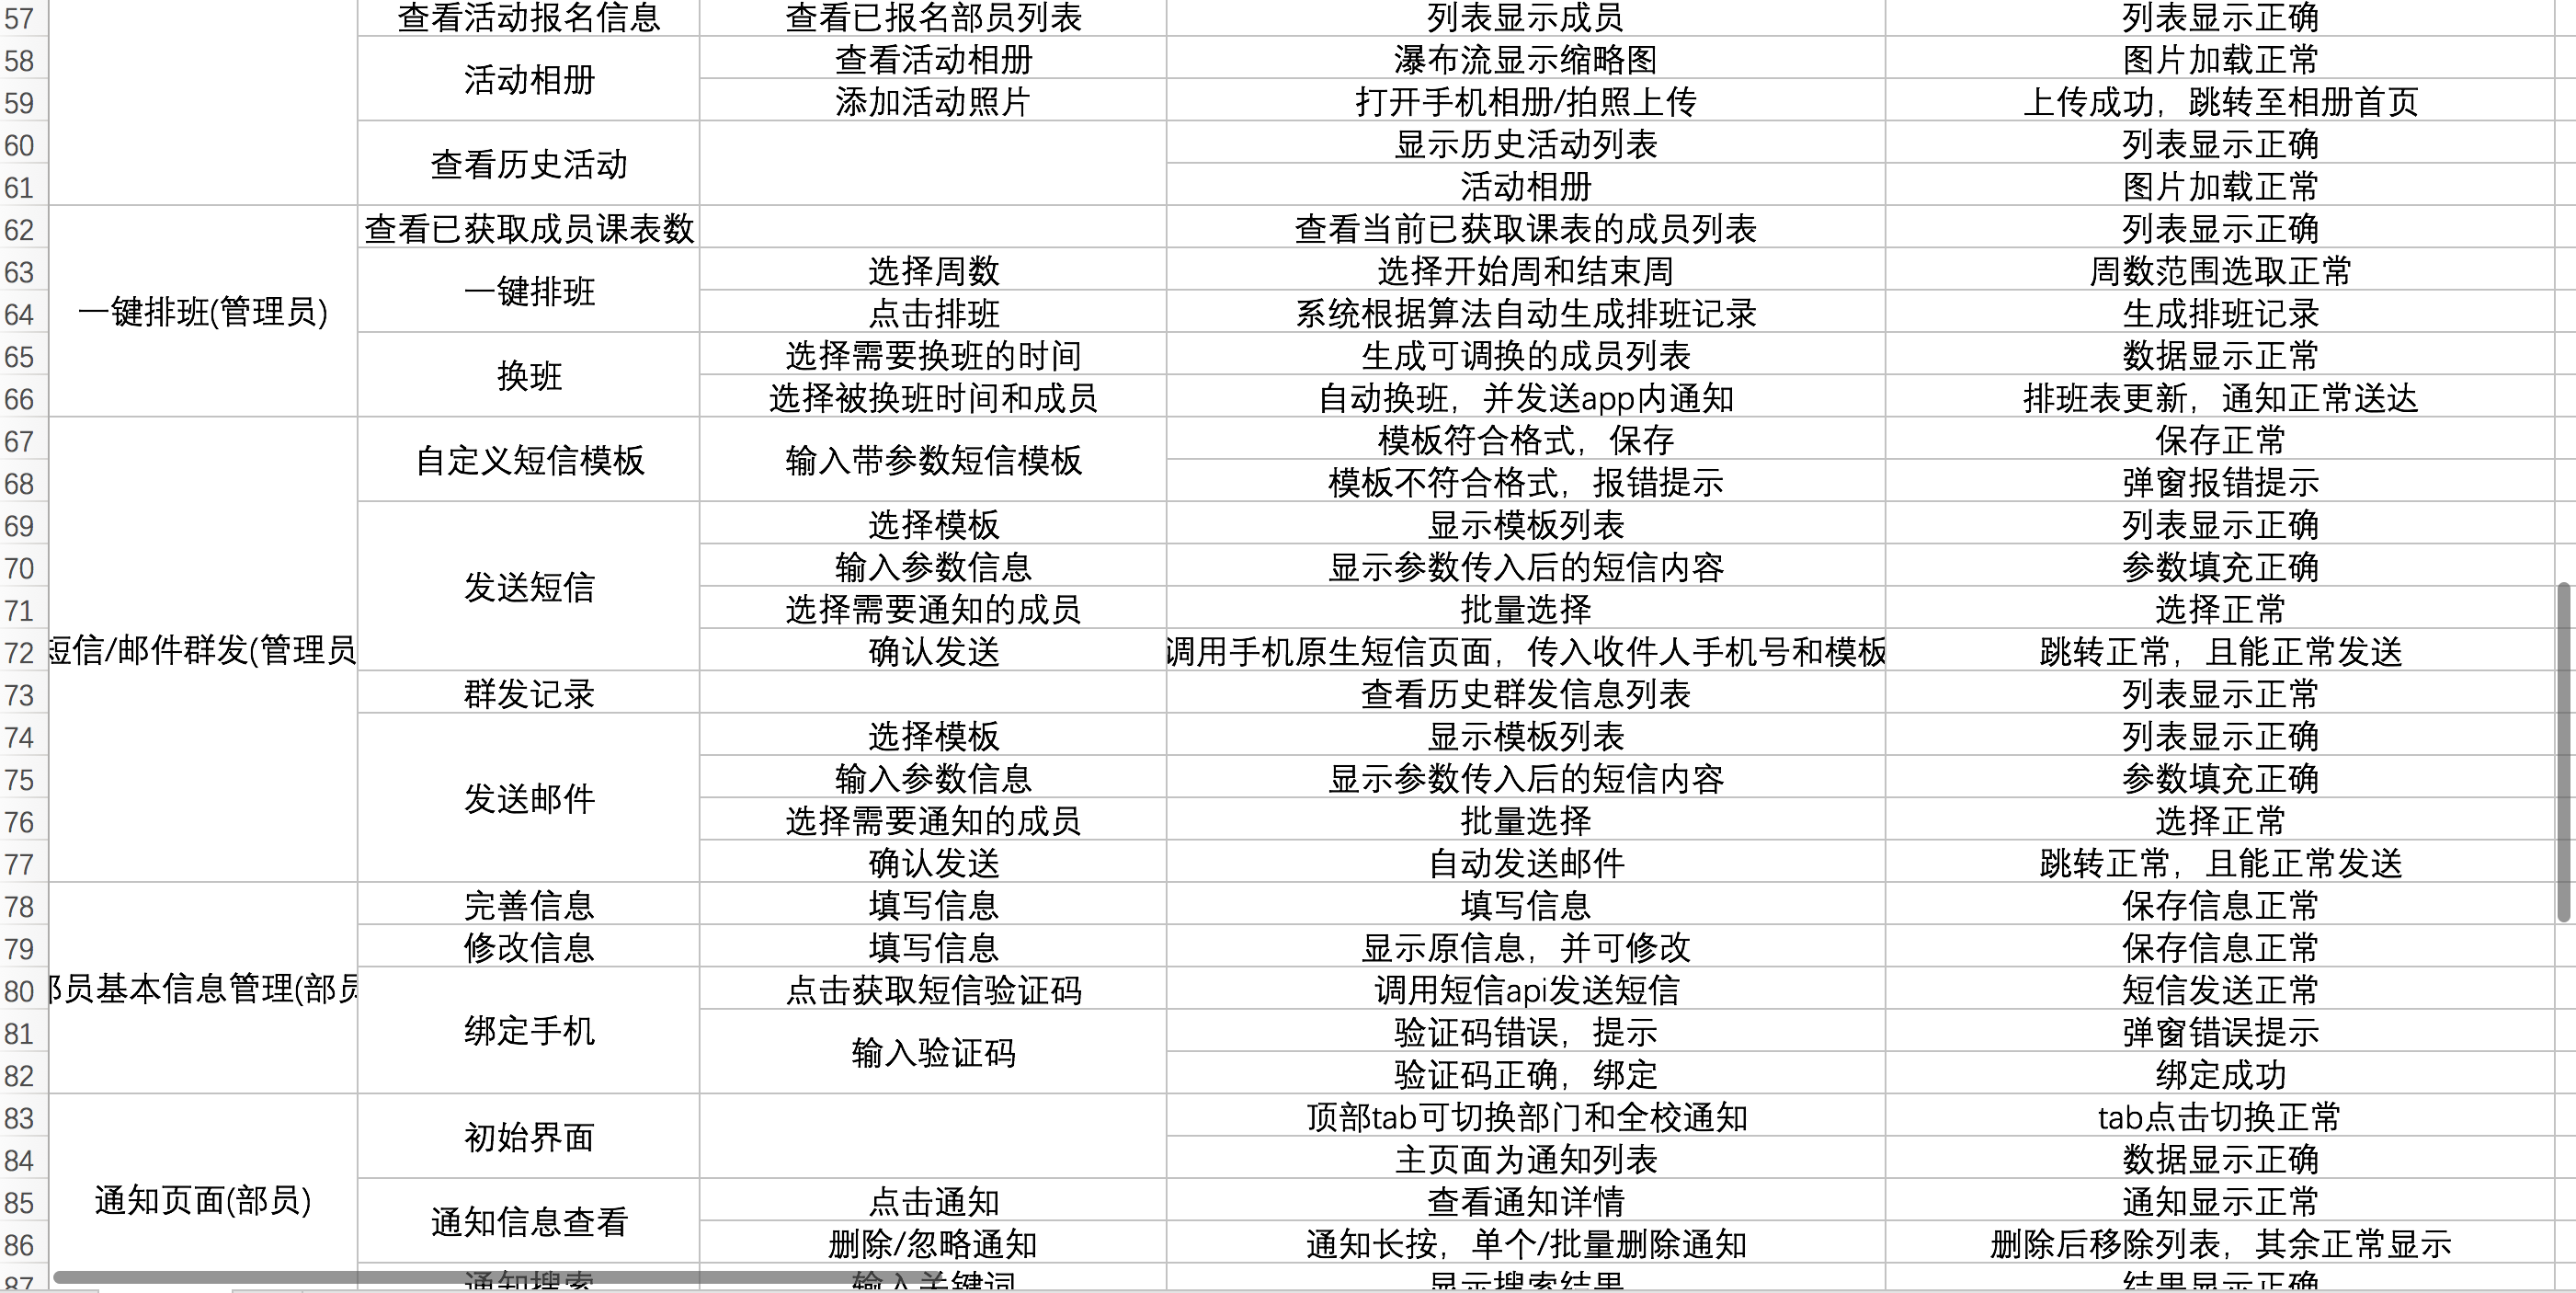 57 查看活动报名信息 查看已报名部员列表 列表显示成员 列表显示正确
58 活动相册 查看活动相册 瀑布流显示缩略图 图片加载正常
59 添加活动照片 打开手机相册/拍照上传 上传成功，跳转至相册首页
60 查看历史活动 显示历史活动列表 列表显示正确
61 活动相册 图片加载正常
62 查看已获取成员课表数 查看当前已获取课表的成员列表 列表显示正确
63 一键排班 选择周数 选择开始周和结束周 周数范围选取正常
64 一键排班(管理员) 点击排班 系统根据算法自动生成排班记录 生成排班记录
65 换班 选择需要换班的时间 生成可调换的成员列表 数据显示正常
66 选择被换班时间和成员 自动换班，并发送app内通知 排班表更新，通知正常送达
67 自定义短信模板 输入带参数短信模板 模板符合格式，保存 保存正常
68 模板不符合格式，报错提示 弹窗报错提示
69 选择模板 显示模板列表 列表显示正确
70 发送短信 输入参数信息 显示参数传入后的短信内容 参数填充正确
71 选择需要通知的成员 批量选择 选择正常
72 短信/邮件群发(管理员 确认发送 调用手机原生短信页面，传入收件人手机号和模板 跳转正常，且能正常发送
73 群发记录 查看历史群发信息列表 列表显示正常
74 选择模板 显示模板列表 列表显示正确
75 发送邮件 输入参数信息 显示参数传入后的短信内容 参数填充正确
76 选择需要通知的成员 批量选择 选择正常
77 确认发送 自动发送邮件 跳转正常，且能正常发送
78 完善信息 填写信息 填写信息 保存信息正常
79 修改信息 填写信息 显示原信息，并可修改 保存信息正常
80 部员基本信息管理(部员 点击获取短信验证码 调用短信api发送短信 短信发送正常
81 绑定手机 输入验证码 验证码错误，提示 弹窗错误提示
82 验证码正确，绑定 绑定成功
83 初始界面 顶部tab可切换部门和全校通知 tab点击切换正常
84 主页面为通知列表 数据显示正确
85 通知页面(部员) 通知信息查看 点击通知 查看通知详情 通知显示正常
86 删除/忽略通知 通知长按，单个/批量删除通知 删除后移除列表，其余正常显示
87 通知搜索 输入关键词 显示搜索结果 结果显示正确